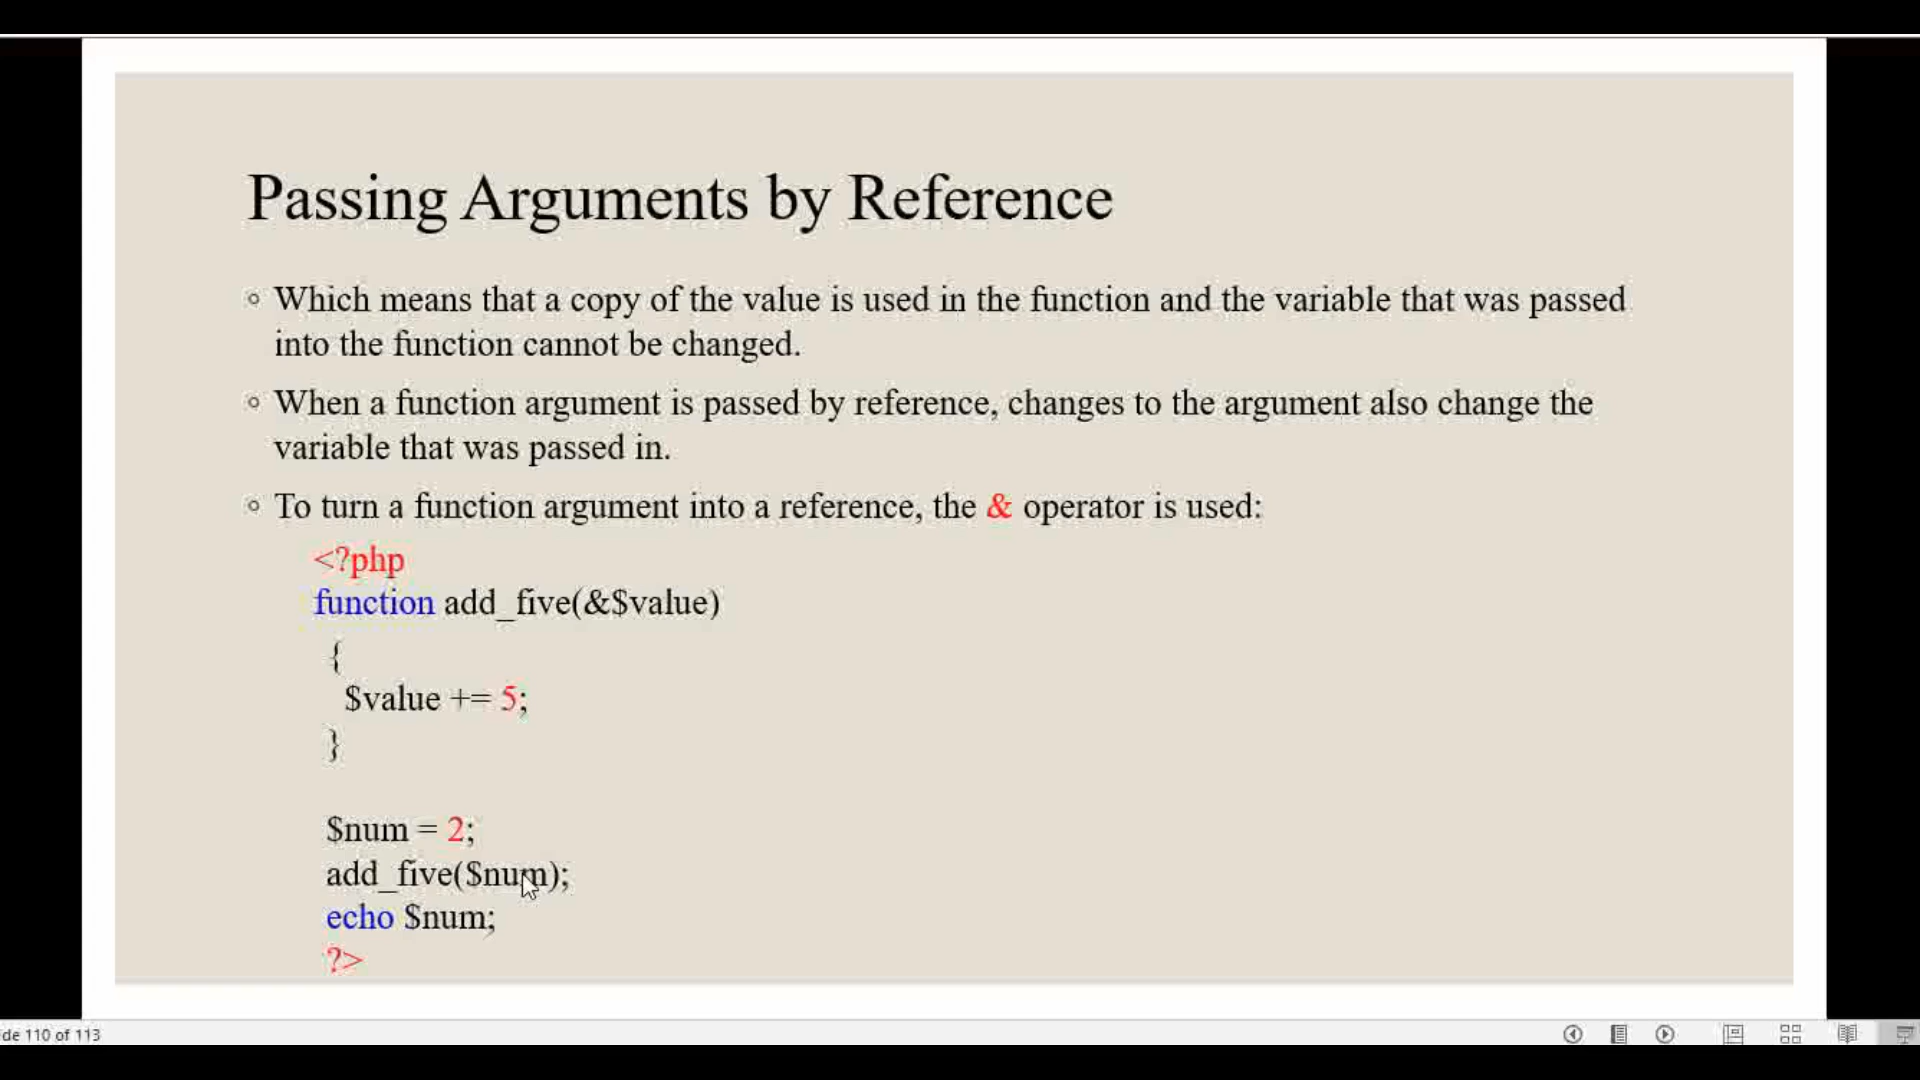 Passing Arguments by Reference
◦ Which means that a copy of the value is used in the function and the variable that was passed
into the function cannot be changed.
◦ When a function argument is passed by reference, changes to the argument also change the
variable that was passed in.
◦ To turn a function argument into a reference, the & operator is used:
<?php
function add_five(&$value)
{
$value += 5;
}
$num = 2;
add_five($num);
echo $num;
?>
de 110 of 113